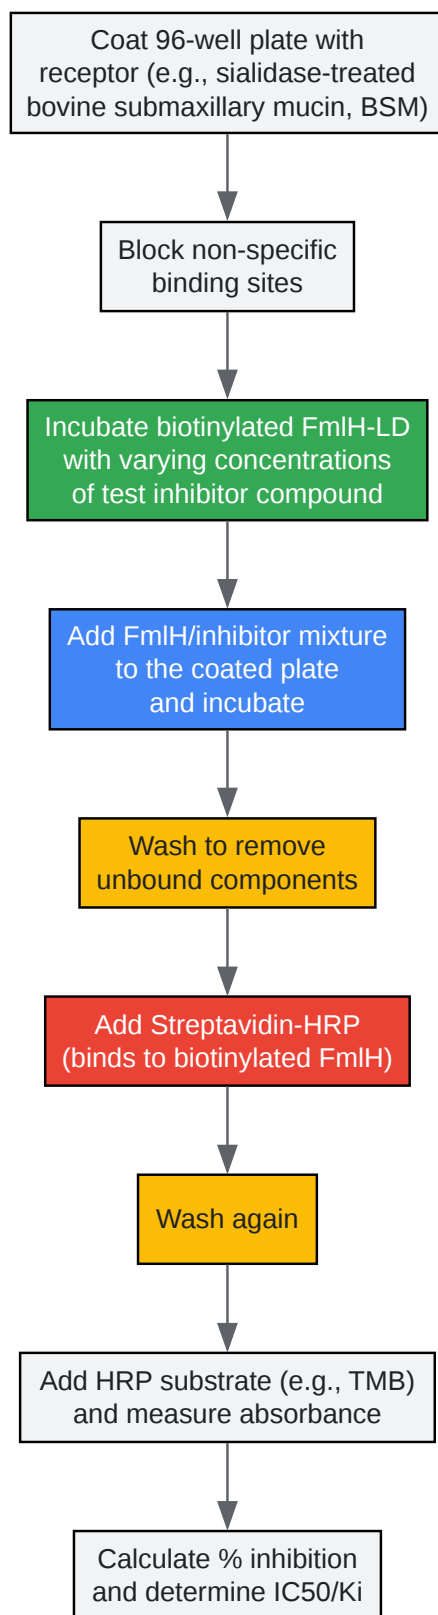 Coat 96-well plate with
receptor (e.g., sialidase-treated
bovine submaxillary mucin, BSM)
Block non-specific
binding sites
Incubate biotinylated FmlH-LD
with varying concentrations
of test inhibitor compound
Add FmlH/inhibitor mixture
to the coated plate
and incubate
Wash to remove
unbound components
Add Streptavidin-HRP
(binds to biotinylated FmlH)
Wash again
Add HRP substrate (e.g., TMB)
and measure absorbance
Calculate % inhibition
and determine IC50/Ki